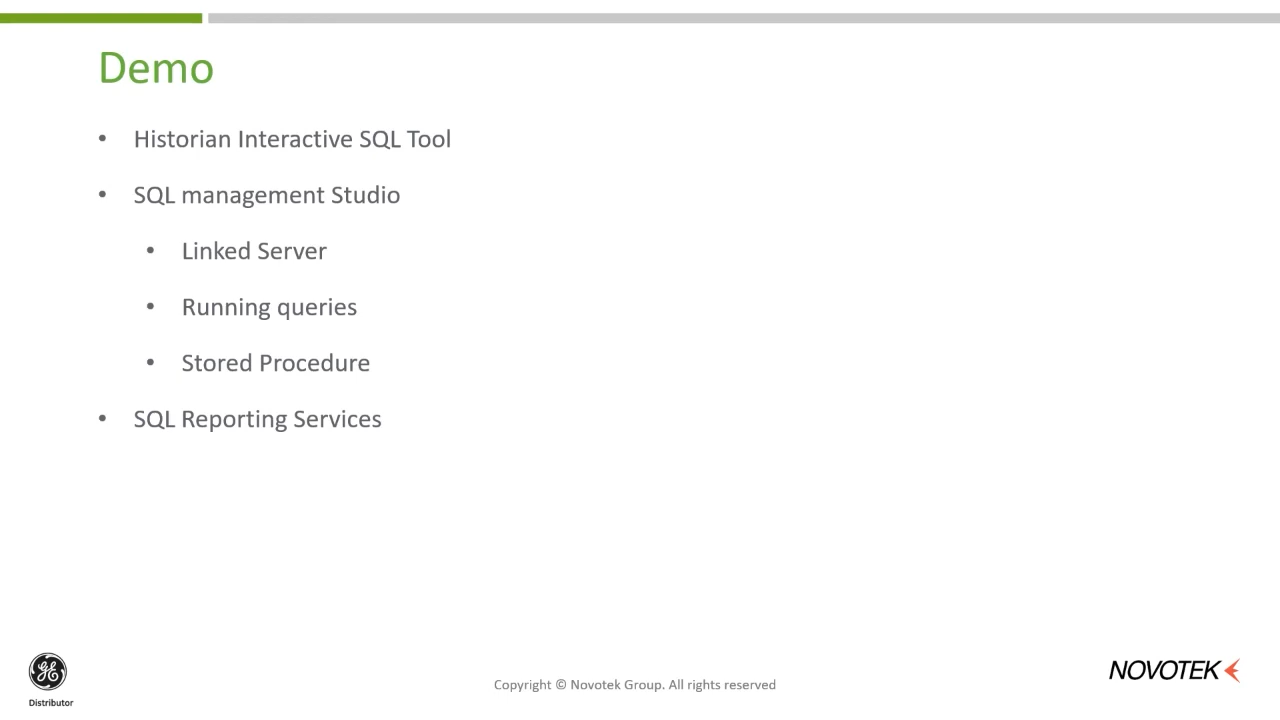 Demo
• Historian Interactive SQL Tool
• SQL management Studio
• Linked Server
• Running queries
• Stored Procedure
• SQL Reporting Services
GE
Distributor
Copyright © Novotek Group. All rights reserved
NOVOTEK